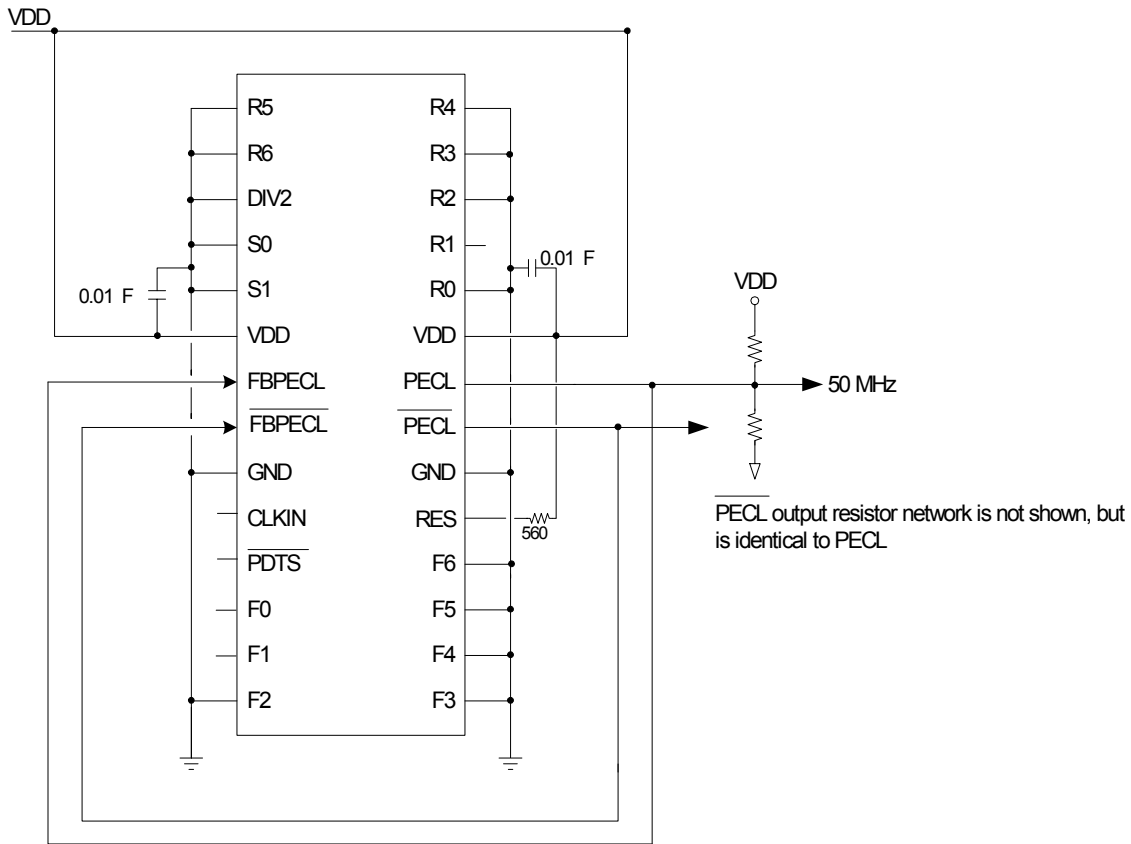 VDD
R5 R4
R6 R3
DIV2 R2
S0 R1
0.01 F
S1 R0
0.01 F
VDD VDD
VDD
FBPECL PECL
50 MHz
FBPECL PECL
GND GND
CLKIN RES
560
PECL output resistor network is not shown, but
is identical to PECL
PDTS F6
F0 F5
F1 F4
F2 F3